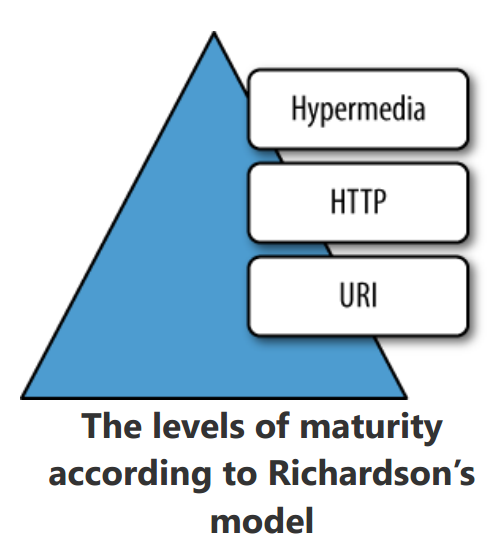 Hypermedia
HTTP
URI
The levels of maturity
according to Richardson’s
model